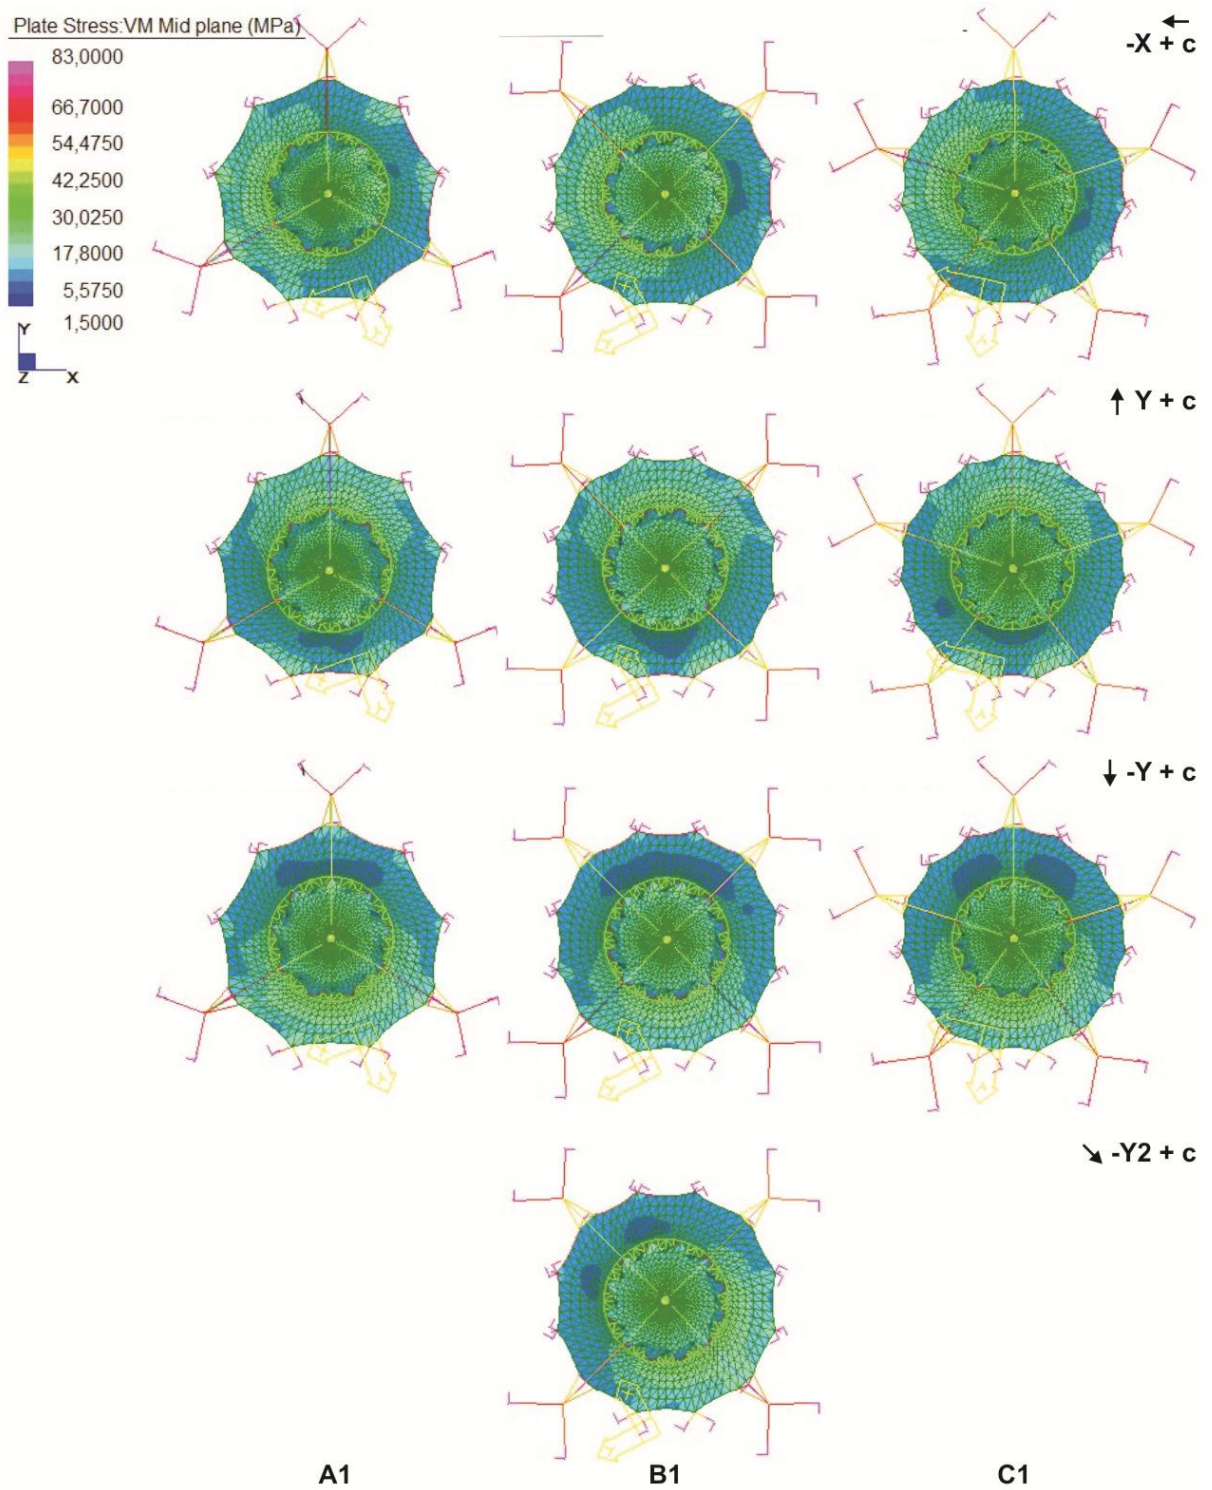 Plate Stress:VM Mid plane (MPa)
83,0000
66,7000
54,4750
42,2500
30,0250
17,8000
5,5750
1,5000
Y
Z X
← -X + c
↑ Y + c
↓ -Y + c
↘ -Y2 + c
A1 B1 C1